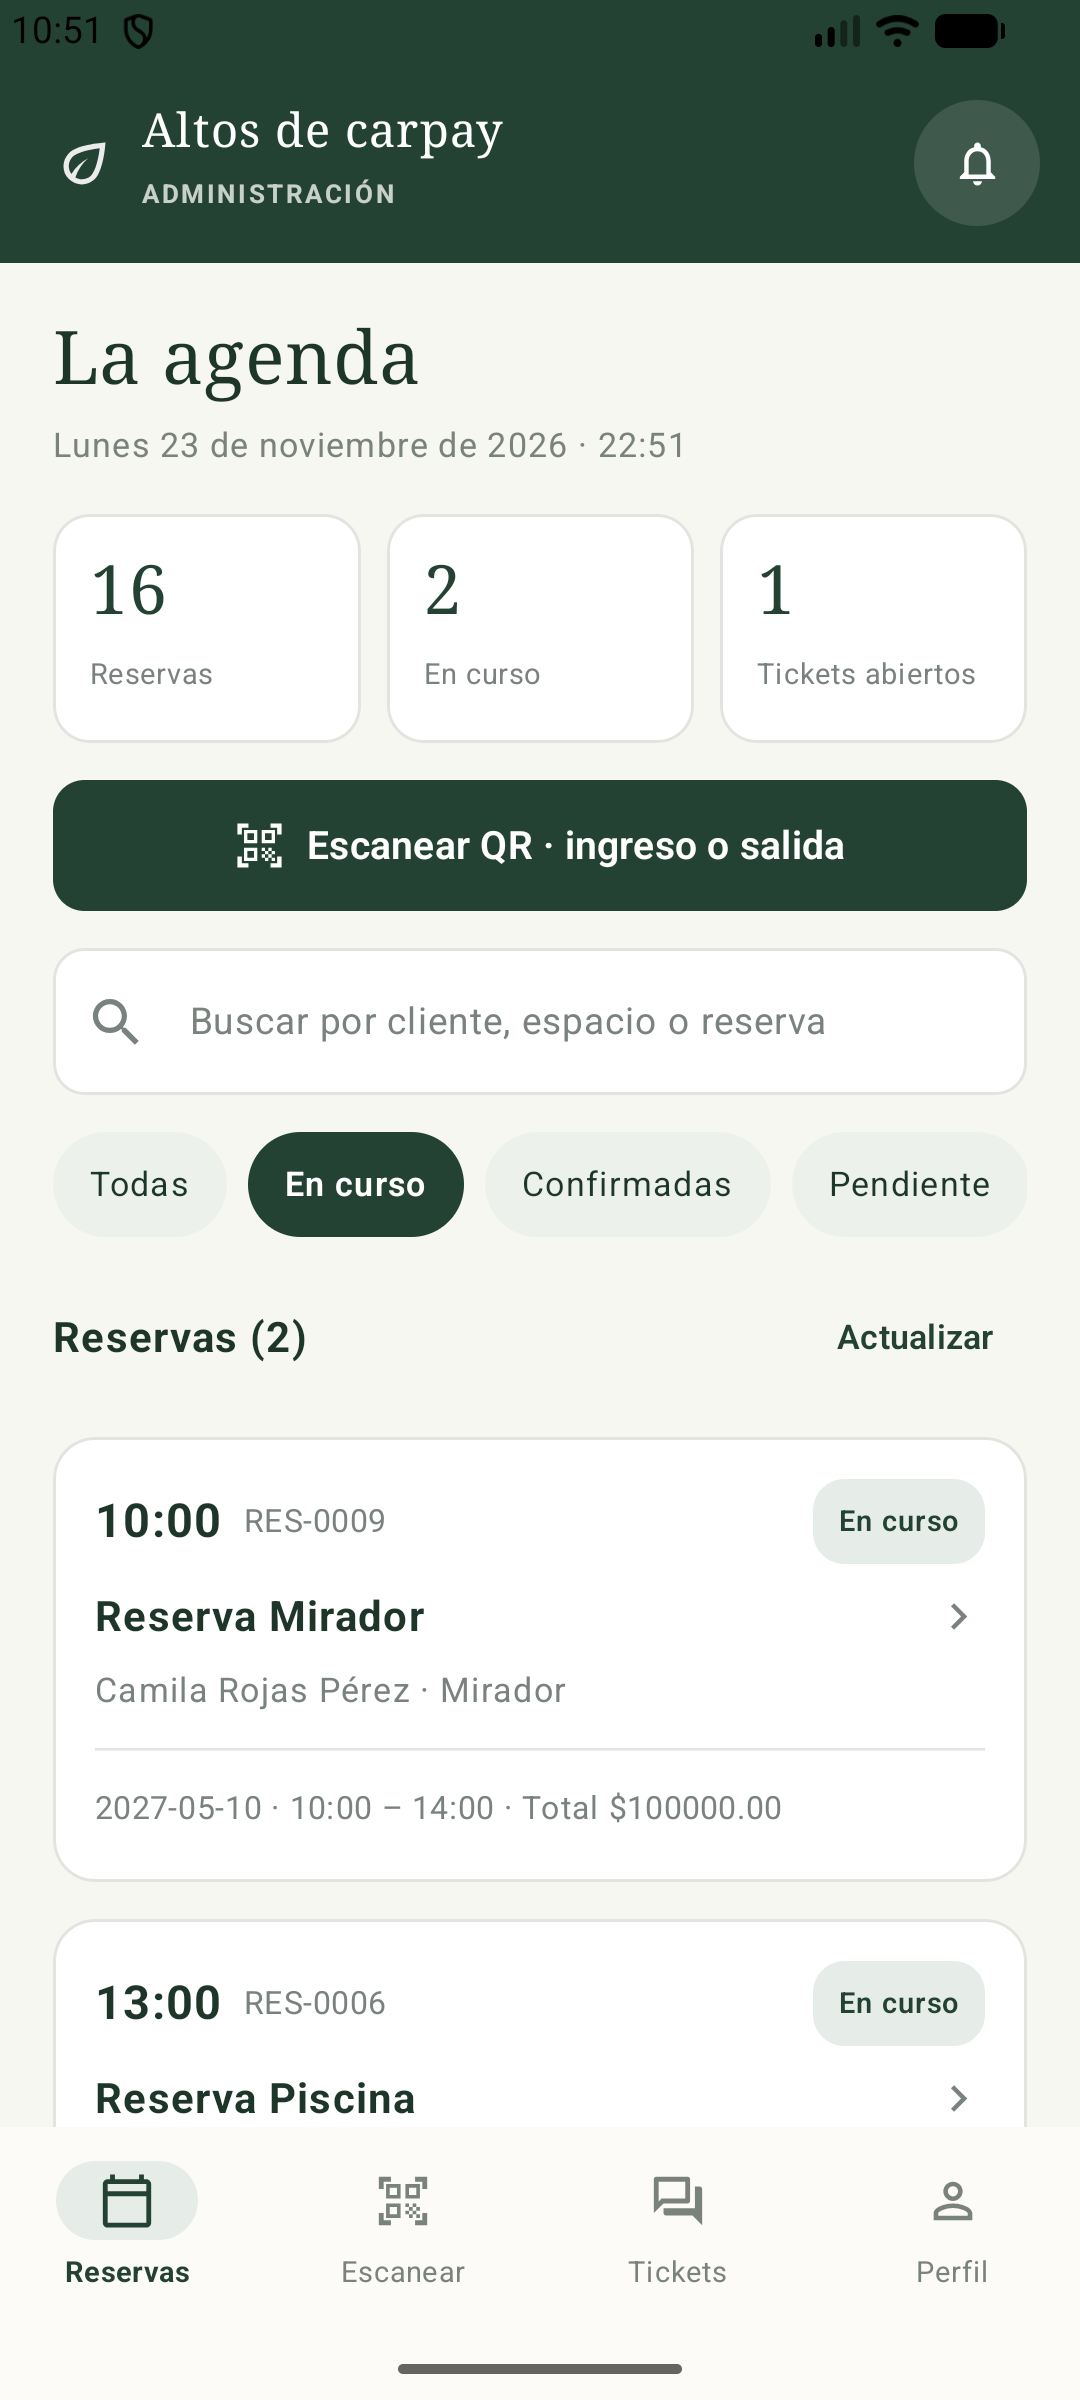 10:51
Altos de carpay
ADMINISTRACIÓN
La agenda
Lunes 23 de noviembre de 2026 · 22:51
16
Reservas
2
En curso
1
Tickets abiertos
Escanear QR · ingreso o salida
Buscar por cliente, espacio o reserva
Todas
En curso
Confirmadas
Pendiente
Reservas (2)
Actualizar
10:00 RES-0009
En curso
Reserva Mirador
Camila Rojas Pérez · Mirador
2027-05-10 · 10:00 – 14:00 · Total $100000.00
13:00 RES-0006
En curso
Reserva Piscina
Reservas
Escanear
Tickets
Perfil